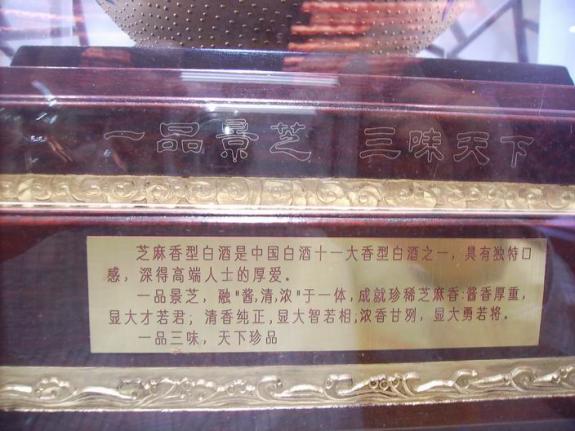 一品景芝 三味天下
芝麻香型白酒是中国白酒十一大香型白酒之一，具有独特口
感，深得高端人士的厚爱。
一品景芝，融"酱,清,浓"于一体，成就珍稀芝麻香:酱香厚重，
显大才若君；清香纯正,显大智若相;浓香甘冽，显大勇若将。
一品三味，天下珍品